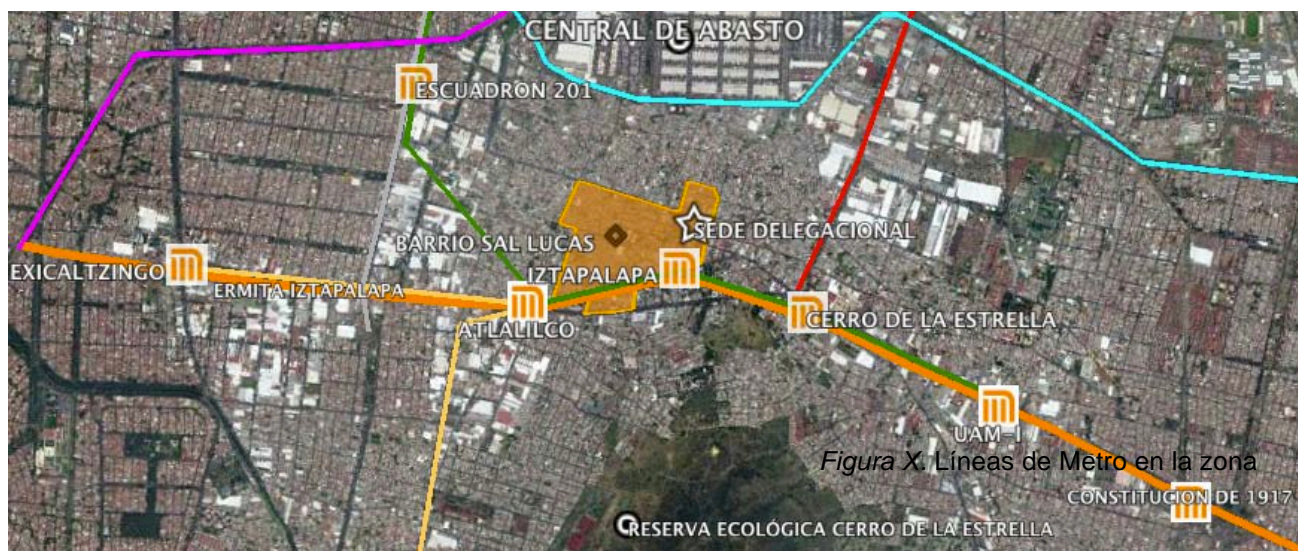 CENTRAL DE ABASTO
ESCUADRON 201
SEDE DELEGACIONAL
BARRIO SAL LUCAS
EXICALTZINGO
IZTAPALAPA
ERMITA-IZTAPALAPA
ATLALILCO
CERRO DE LA ESTRELLA
UAM-I
Figura X. Líneas de Metro en la zona
CONSTITUCION DE 1917
RESERVA ECOLÓGICA CERRO DE LA ESTRELLA